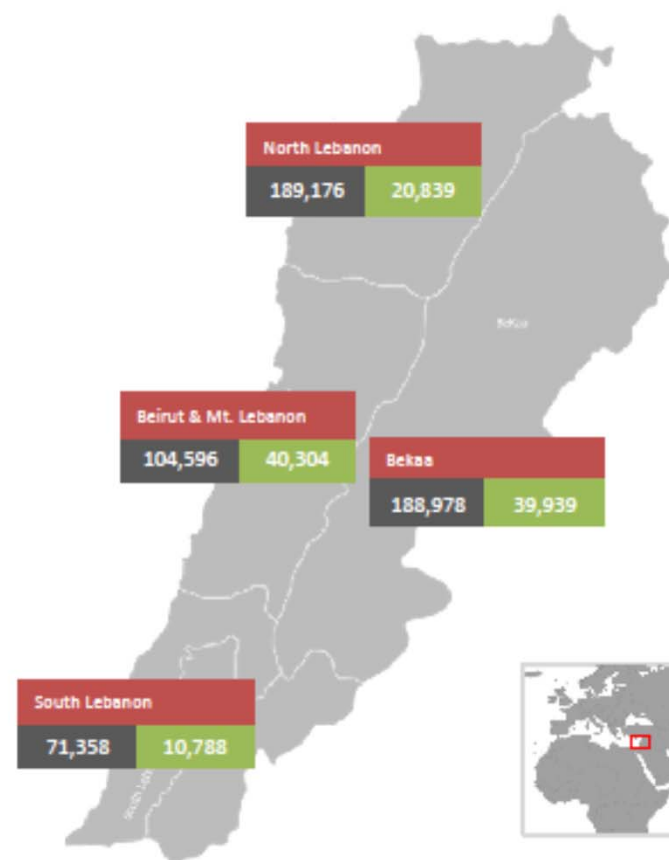 North Lebanon
189,176 20,839
Bekaa
Beirut & Mt. Lebanon
104,596 40,304
Bekaa
188,978 39,939
South Lebanon
71,358 10,788